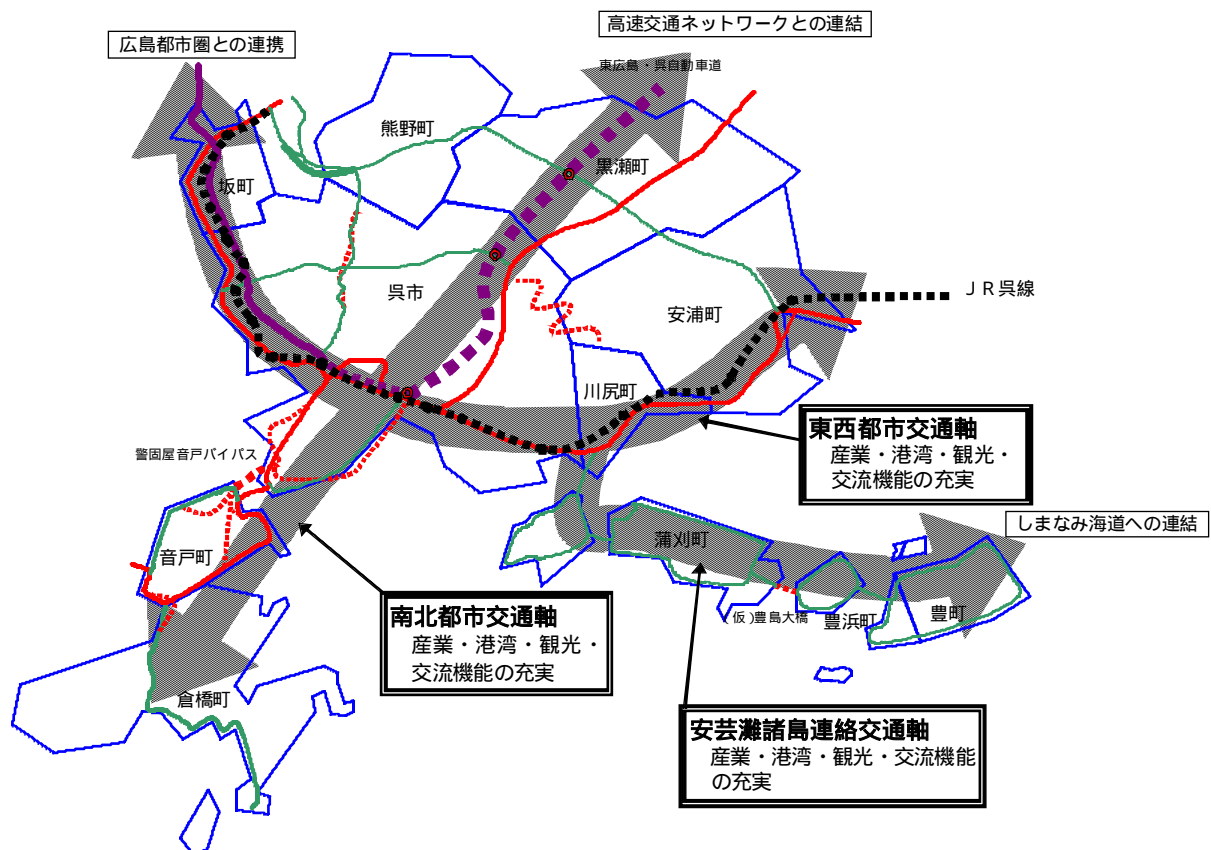 高速交通ネットワークとの連結
広島都市圏との連携
東広島・呉自動車道
熊野町
黒瀬町
坂町
呉市
ＪＲ呉線
安浦町
川尻町
東西都市交通軸
産業・港湾・観光・
交流機能の充実
警固屋音戸バイパス
しまなみ海道への連結
音戸町
蒲刈町
南北都市交通軸
産業・港湾・観光・
交流機能の充実
(仮)豊島大橋
豊浜町
豊町
倉橋町
安芸灘諸島連絡交通軸
産業・港湾・観光・交流機能
の充実